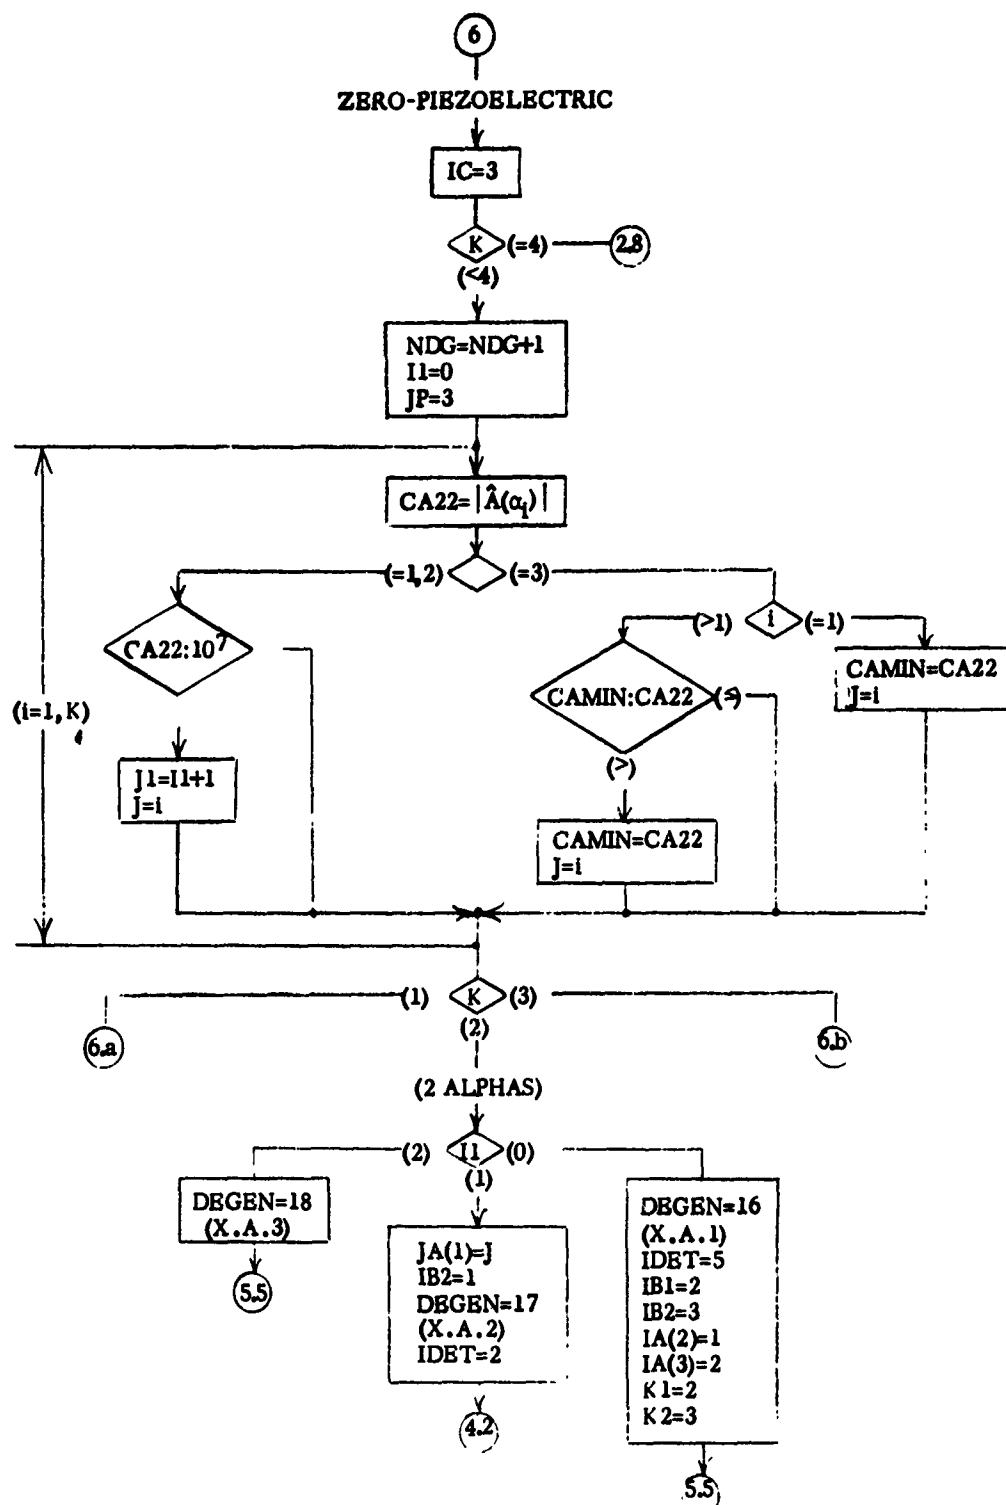 6
ZERO-PIEZOELECTRIC
IC=3
K (=4) 2.8
(<4)
NDG=NDG+1
I1=0
JP=3
CA22=|Â(αi)|
(=1,2) (=3)
(>1) i (=1)
CA22:10⁷
CAMIN=CA22
J=i
CAMIN:CA22 (≤)
(i=1,K)
(>)
J1=I1+1
J=i
CAMIN=CA22
J=i
(1) K (3)
(2)
6.a
6.b
(2 ALPHAS)
(2) I1 (0)
(1)
DEGEN=18
(X.A.3)
5.5
JA(1)=J
IB2=1
DEGEN=17
(X.A.2)
IDET=2
4.2
DEGEN=16
(X.A.1)
IDET=5
IB1=2
IB2=3
IA(2)=1
IA(3)=2
K1=2
K2=3
5.5